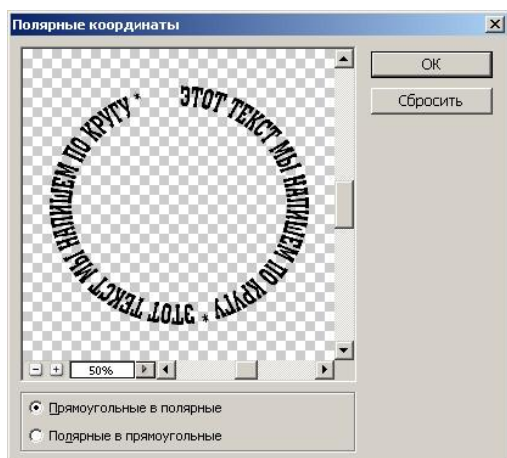 Полярные координаты
ОК
Сбросить
ЭТОТ ТЕКСТ МЫ НАПИШЕМ ПО КРУГУ * ЭТОТ ТЕКСТ МЫ НАПИШЕМ ПО КРУГУ *
50%
Прямоугольные в полярные
Полярные в прямоугольные